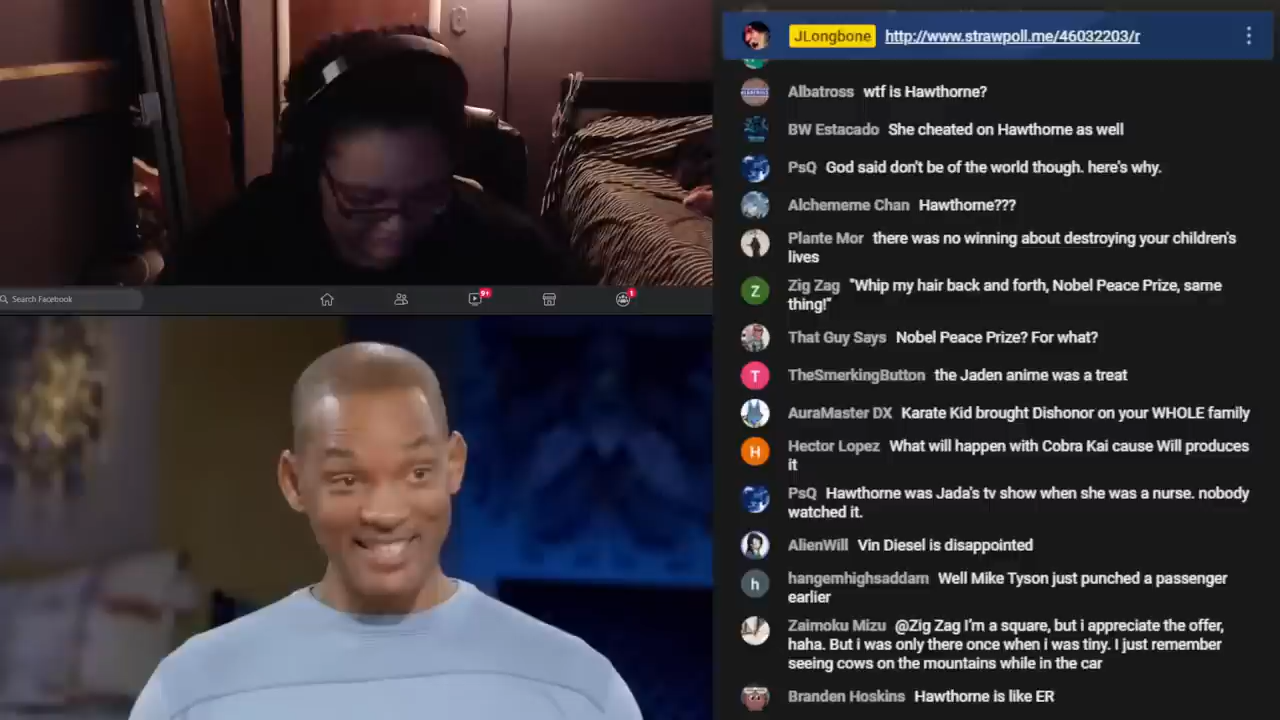 JLongbone http://www.strawpoll.me/46032203/r
Albatross wtf is Hawthorne?
BW Estacado She cheated on Hawthorne as well
PsQ God said don't be of the world though. here's why.
Alchememe Chan Hawthorne???
Plante Mor there was no winning about destroying your children's
lives
Zig Zag "Whip my hair back and forth, Nobel Peace Prize, same
thing!"
That Guy Says Nobel Peace Prize? For what?
TheSmerkingButton the Jaden anime was a treat
AuraMaster DX Karate Kid brought Dishonor on your WHOLE family
Hector Lopez What will happen with Cobra Kai cause Will produces
it
PsQ Hawthorne was Jada's tv show when she was a nurse. nobody
watched it.
AlienWill Vin Diesel is disappointed
hangemhighsaddam Well Mike Tyson just punched a passenger
earlier
Zaimoku Mizu @Zig Zag I'm a square, but i appreciate the offer,
haha. But i was only there once when i was tiny. I just remember
seeing cows on the mountains while in the car
Branden Hoskins Hawthorne is like ER
Search Facebook
9+
1
Z
T
H
h